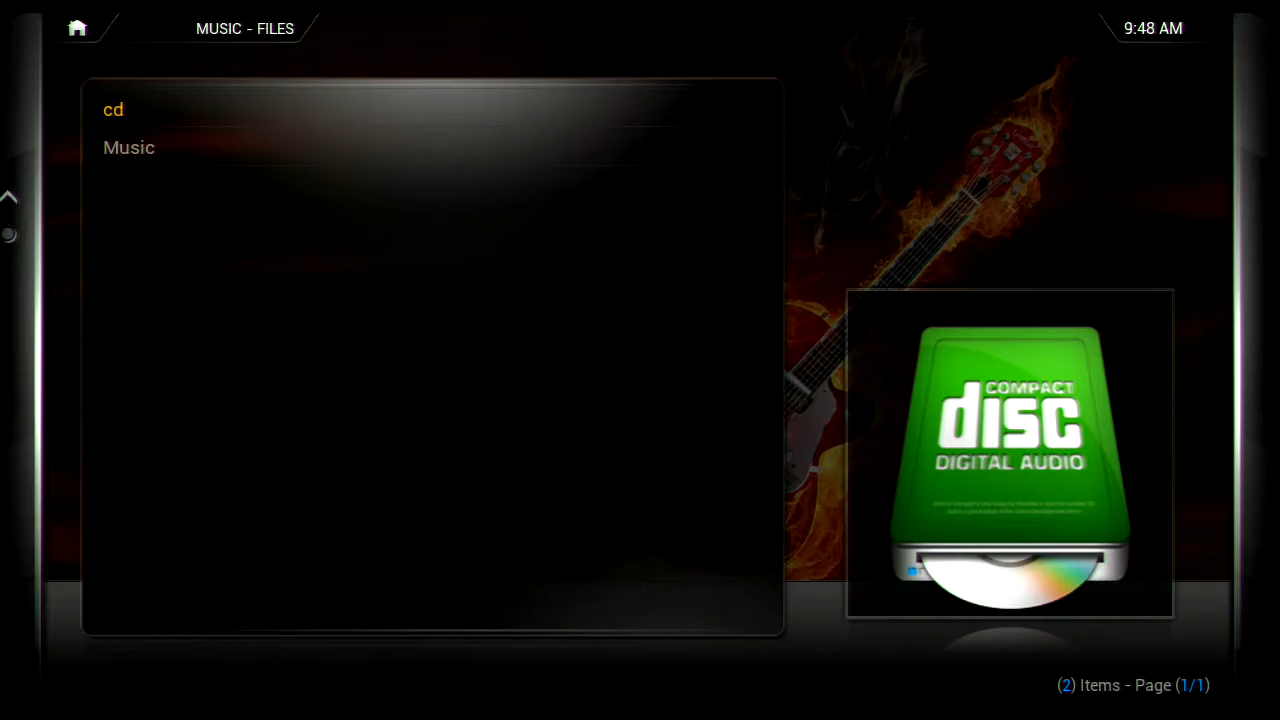 MUSIC - FILES
9:48 AM
cd
Music
COMPACT
disc
DIGITAL AUDIO
(2) Items - Page (1/1)